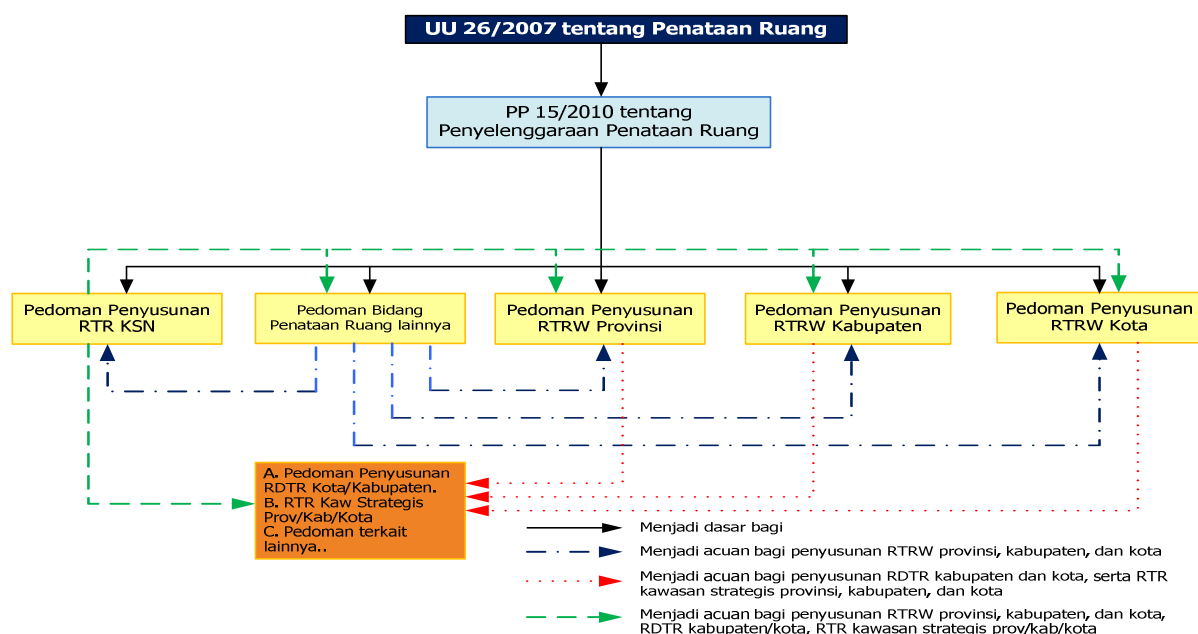 UU 26/2007 tentang Penataan Ruang
PP 15/2010 tentang
Penyelenggaraan Penataan Ruang
Pedoman Penyusunan
RTR KSN
Pedoman Bidang
Penataan Ruang lainnya
Pedoman Penyusunan
RTRW Provinsi
Pedoman Penyusunan
RTRW Kabupaten
Pedoman Penyusunan
RTRW Kota
A. Pedoman Penyusunan
RDTR Kota/Kabupaten.
B. RTR Kaw Strategis
Prov/Kab/Kota
C. Pedoman terkait
lainnya..
Menjadi dasar bagi
Menjadi acuan bagi penyusunan RTRW provinsi, kabupaten, dan kota
Menjadi acuan bagi penyusunan RDTR kabupaten dan kota, serta RTR
kawasan strategis provinsi, kabupaten, dan kota
Menjadi acuan bagi penyusunan RTRW provinsi, kabupaten, dan kota,
RDTR kabupaten/kota, RTR kawasan strategis prov/kab/kota